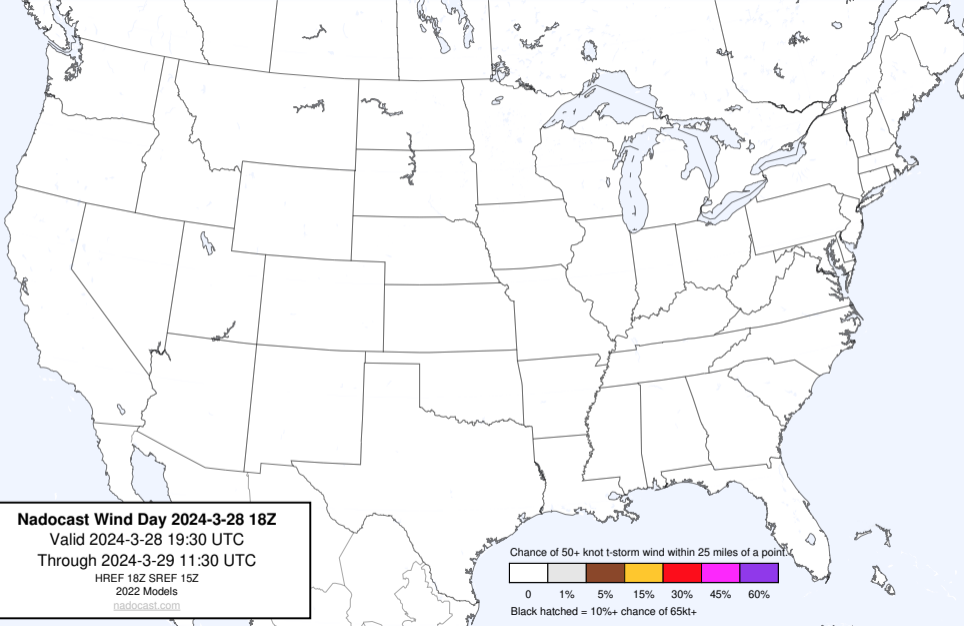 Nadocast Wind Day 2024-3-28 18Z
Valid 2024-3-28 19:30 UTC
Through 2024-3-29 11:30 UTC
HREF 18Z SREF 15Z
2022 Models
nadocast.com
Chance of 50+ knot t-storm wind within 25 miles of a point.
0 1% 5% 15% 30% 45% 60%
Black hatched = 10%+ chance of 65kt+